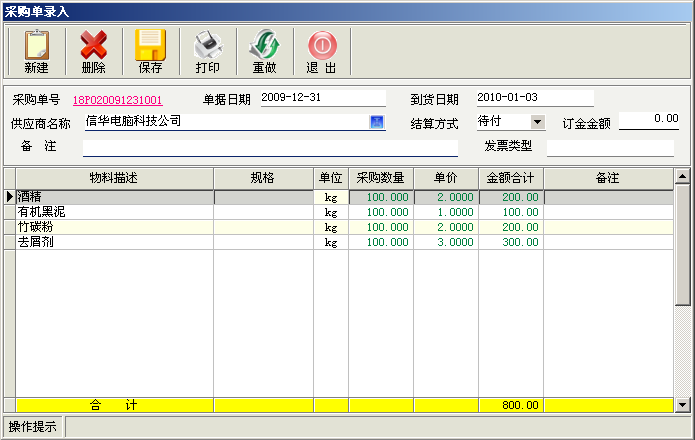 采购单录入
新建 删除 保存 打印 重做 退 出
采购单号 18P020091231001 单据日期 2009-12-31 到货日期 2010-01-03
供应商名称 信华电脑科技公司 结算方式 待付 订金金额 0.00
备 注 发票类型
物料描述 规格 单位 采购数量 单价 金额合计 备注
酒精 kg 100.000 2.0000 200.00
有机黑泥 kg 100.000 1.0000 100.00
竹碳粉 kg 100.000 2.0000 200.00
去屑剂 kg 100.000 3.0000 300.00
合 计 800.00
操作提示